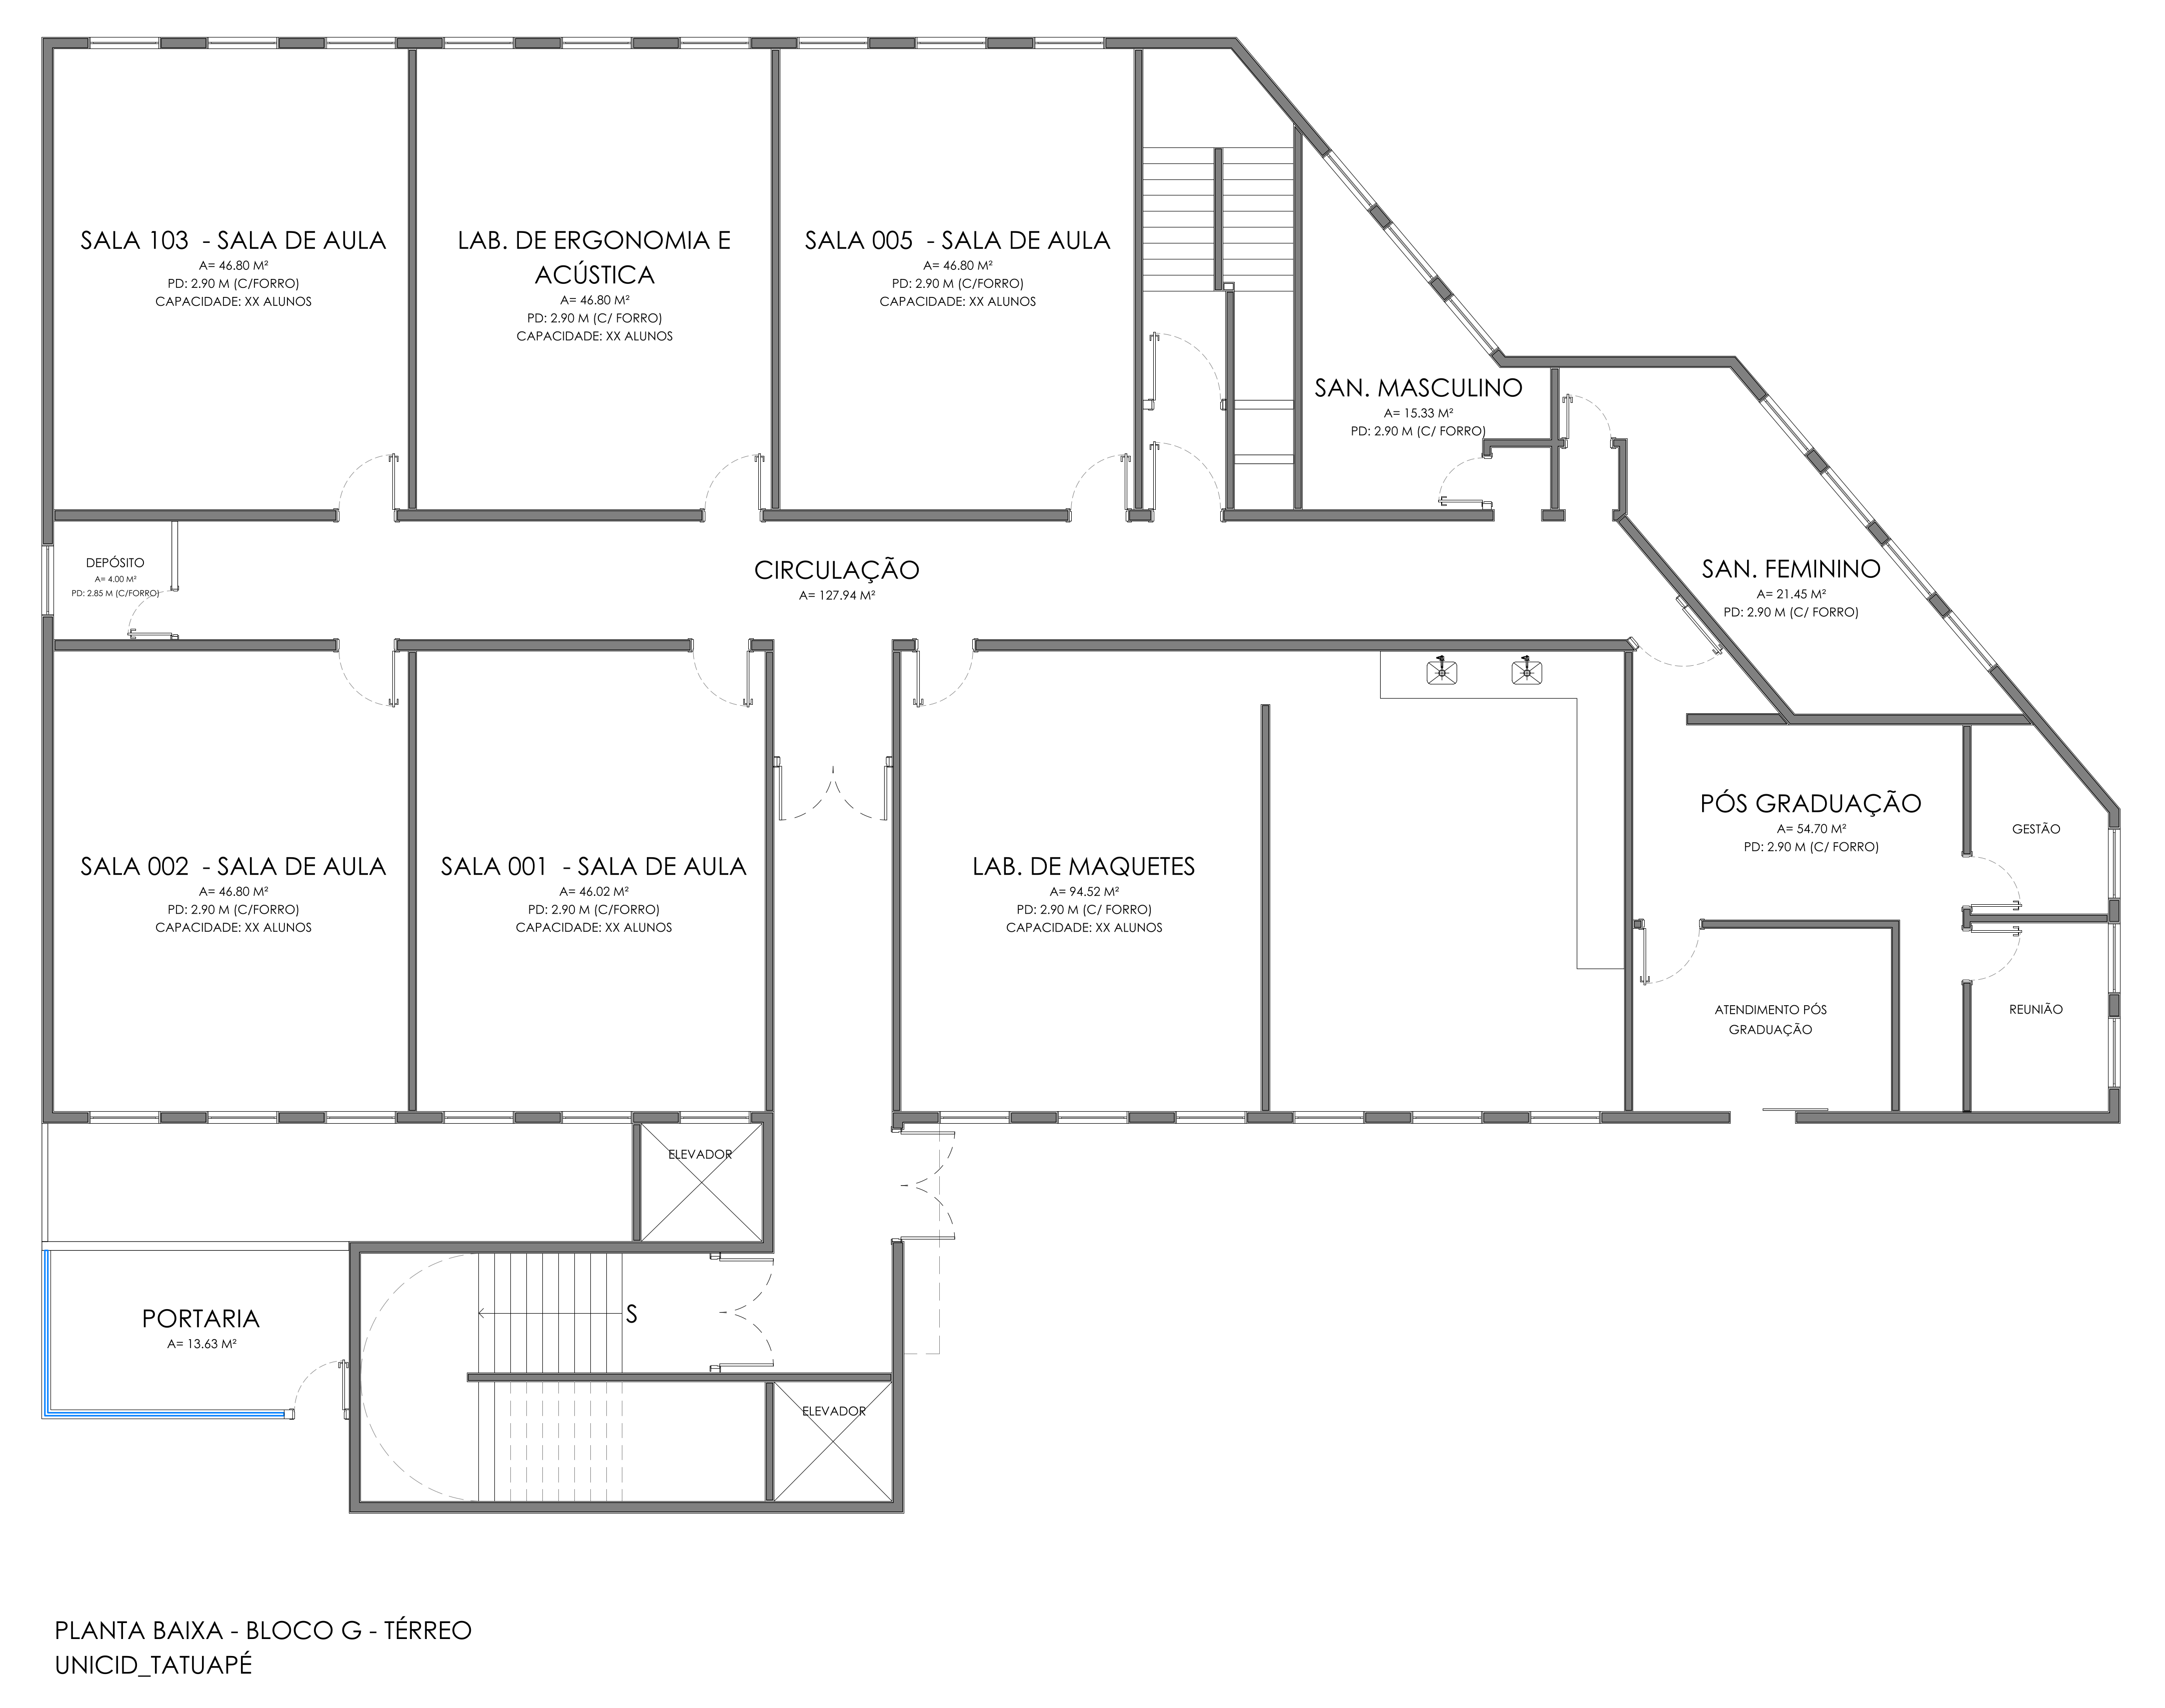 SALA 103 - SALA DE AULA
A= 46.80 M²
PD: 2.90 M (C/FORRO)
CAPACIDADE: XX ALUNOS
LAB. DE ERGONOMIA E
ACÚSTICA
A= 46.80 M²
PD: 2.90 M (C/ FORRO)
CAPACIDADE: XX ALUNOS
SALA 005 - SALA DE AULA
A= 46.80 M²
PD: 2.90 M (C/FORRO)
CAPACIDADE: XX ALUNOS
SAN. MASCULINO
A= 15.33 M²
PD: 2.90 M (C/ FORRO)
DEPÓSITO
A= 4.00 M²
PD: 2.85 M (C/FORRO)
CIRCULAÇÃO
A= 127.94 M²
SAN. FEMININO
A= 21.45 M²
PD: 2.90 M (C/ FORRO)
SALA 002 - SALA DE AULA
A= 46.80 M²
PD: 2.90 M (C/FORRO)
CAPACIDADE: XX ALUNOS
SALA 001 - SALA DE AULA
A= 46.02 M²
PD: 2.90 M (C/FORRO)
CAPACIDADE: XX ALUNOS
LAB. DE MAQUETES
A= 94.52 M²
PD: 2.90 M (C/ FORRO)
CAPACIDADE: XX ALUNOS
PÓS GRADUAÇÃO
A= 54.70 M²
PD: 2.90 M (C/ FORRO)
GESTÃO
ATENDIMENTO PÓS
GRADUAÇÃO
REUNIÃO
ELEVADOR
PORTARIA
A= 13.63 M²
S
ELEVADOR
PLANTA BAIXA - BLOCO G - TÉRREO
UNICID_TATUAPÉ